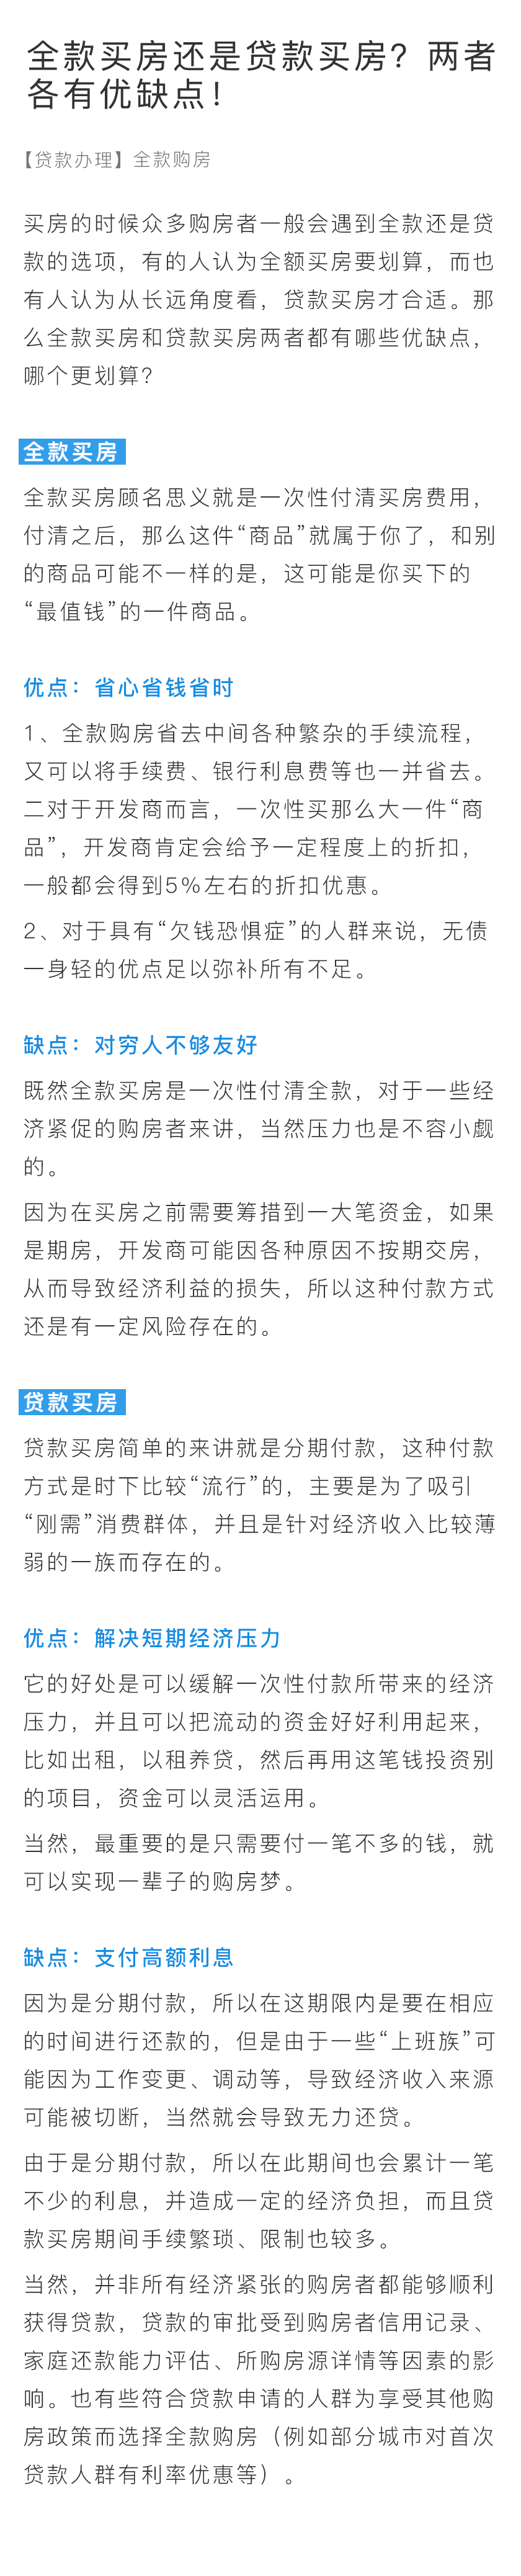 全款买房还是贷款买房？两者
各有优缺点！
【贷款办理】全款购房
买房的时候众多购房者一般会遇到全款还是贷
款的选项，有的人认为全额买房要划算，而也
有人认为从长远角度看，贷款买房才合适。那
么全款买房和贷款买房两者都有哪些优缺点，
哪个更划算？
全款买房
全款买房顾名思义就是一次性付清买房费用，
付清之后，那么这件“商品”就属于你了，和别
的商品可能不一样的是，这可能是你买下的
“最值钱”的一件商品。
优点：省心省钱省时
1、全款购房省去中间各种繁杂的手续流程，
又可以将手续费、银行利息费等也一并省去。
二对于开发商而言，一次性买那么大一件“商
品”，开发商肯定会给予一定程度上的折扣，
一般都会得到5%左右的折扣优惠。
2、对于具有“欠钱恐惧症”的人群来说，无债
一身轻的优点足以弥补所有不足。
缺点：对穷人不够友好
既然全款买房是一次性付清全款，对于一些经
济紧促的购房者来讲，当然压力也是不容小觑
的。
因为在买房之前需要筹措到一大笔资金，如果
是期房，开发商可能因各种原因不按期交房，
从而导致经济利益的损失，所以这种付款方式
还是有一定风险存在的。
贷款买房
贷款买房简单的来讲就是分期付款，这种付款
方式是时下比较“流行”的，主要是为了吸引
“刚需”消费群体，并且是针对经济收入比较薄
弱的一族而存在的。
优点：解决短期经济压力
它的好处是可以缓解一次性付款所带来的经济
压力，并且可以把流动的资金好好利用起来，
比如出租，以租养贷，然后再用这笔钱投资别
的项目，资金可以灵活运用。
当然，最重要的是只需要付一笔不多的钱，就
可以实现一辈子的购房梦。
缺点：支付高额利息
因为是分期付款，所以在这期限内是要在相应
的时间进行还款的，但是由于一些“上班族”可
能因为工作变更、调动等，导致经济收入来源
可能被切断，当然就会导致无力还贷。
由于是分期付款，所以在此期间也会累计一笔
不少的利息，并造成一定的经济负担，而且贷
款买房期间手续繁琐、限制也较多。
当然，并非所有经济紧张的购房者都能够顺利
获得贷款，贷款的审批受到购房者信用记录、
家庭还款能力评估、所购房源详情等因素的影
响。也有些符合贷款申请的人群为享受其他购
房政策而选择全款购房（例如部分城市对首次
贷款人群有利率优惠等）。